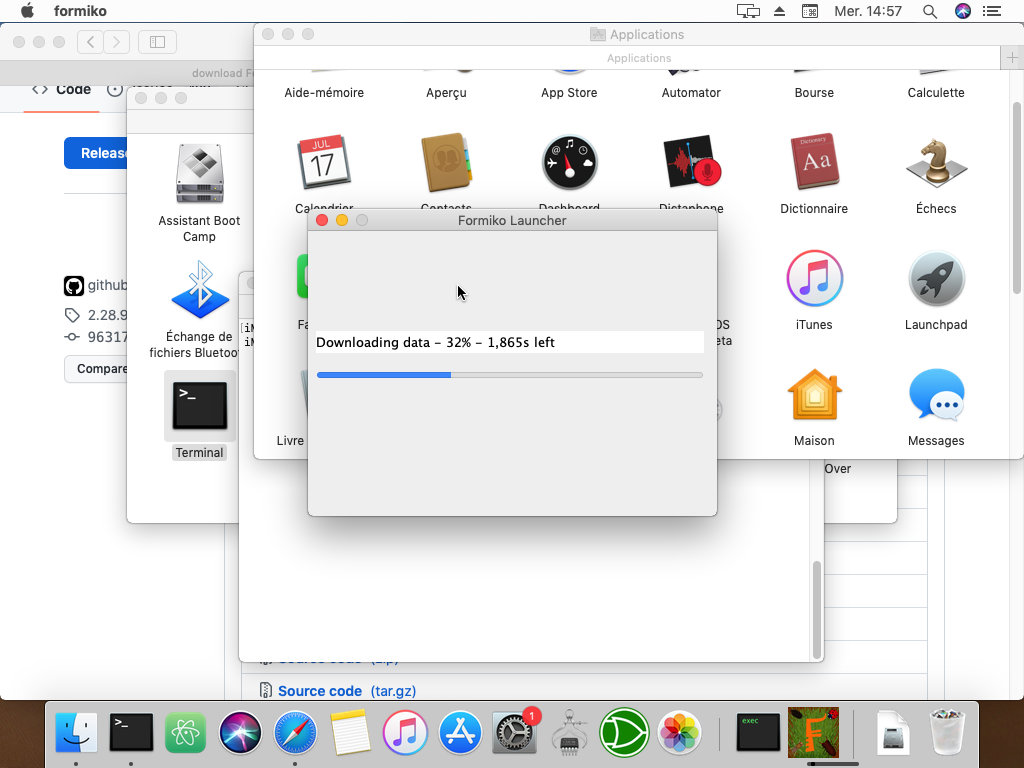 formiko
Mer. 14:57
Applications
Applications
download
Code
Aide-mémoire
Aperçu
App Store
Automator
Bourse
Calculette
JUL
17
Dictionary
Aa
Calendrier
Contacts
Dashboard
Dictaphone
Dictionnaire
Échecs
Assistant Boot
Camp
Formiko Launcher
github
2.28.9
96317
Compare
Échange de
fichiers Bluetoo
iTunes
Launchpad
Downloading data – 32% – 1,865s left
>_
Terminal
Livre
Maison
Messages
Over
Source code (zip)
Source code (tar.gz)
>_
1
exec